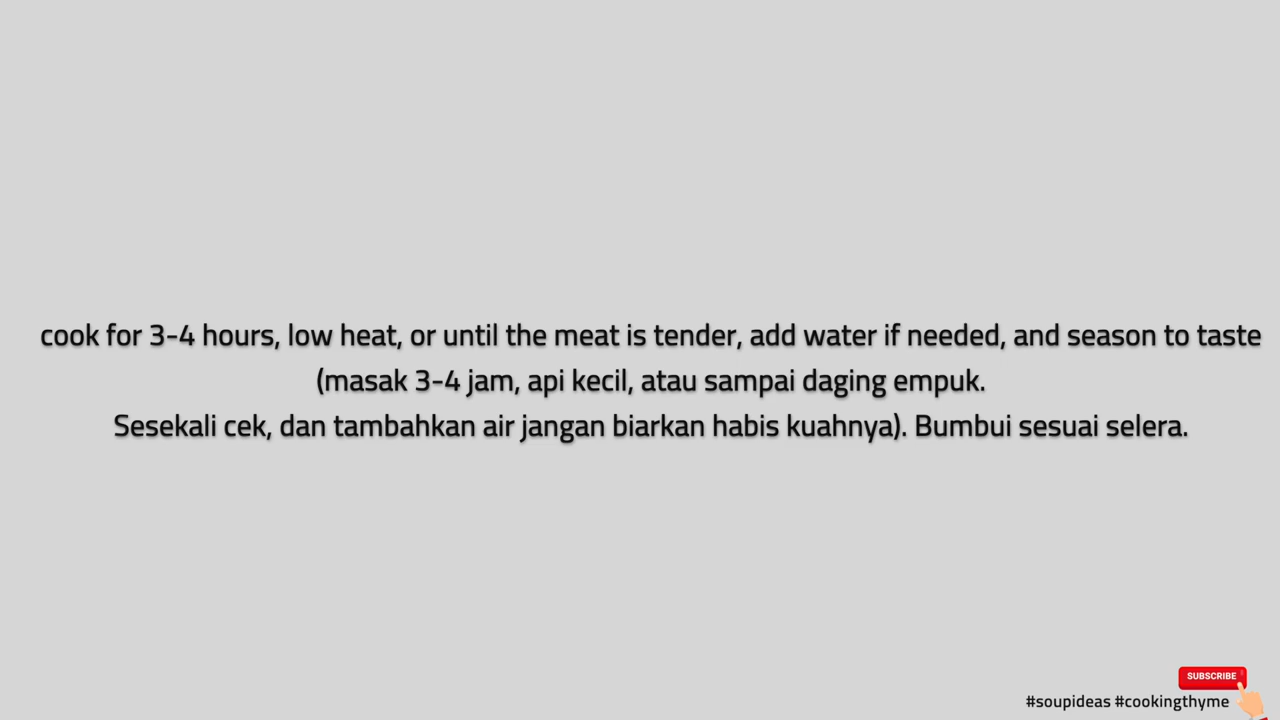 cook for 3-4 hours, low heat, or until the meat is tender, add water if needed, and season to taste
(masak 3-4 jam, api kecil, atau sampai daging empuk.
Sesekali cek, dan tambahkan air jangan biarkan habis kuahnya). Bumbui sesuai selera.
SUBSCRIBE
#soupideas #cookingthyme